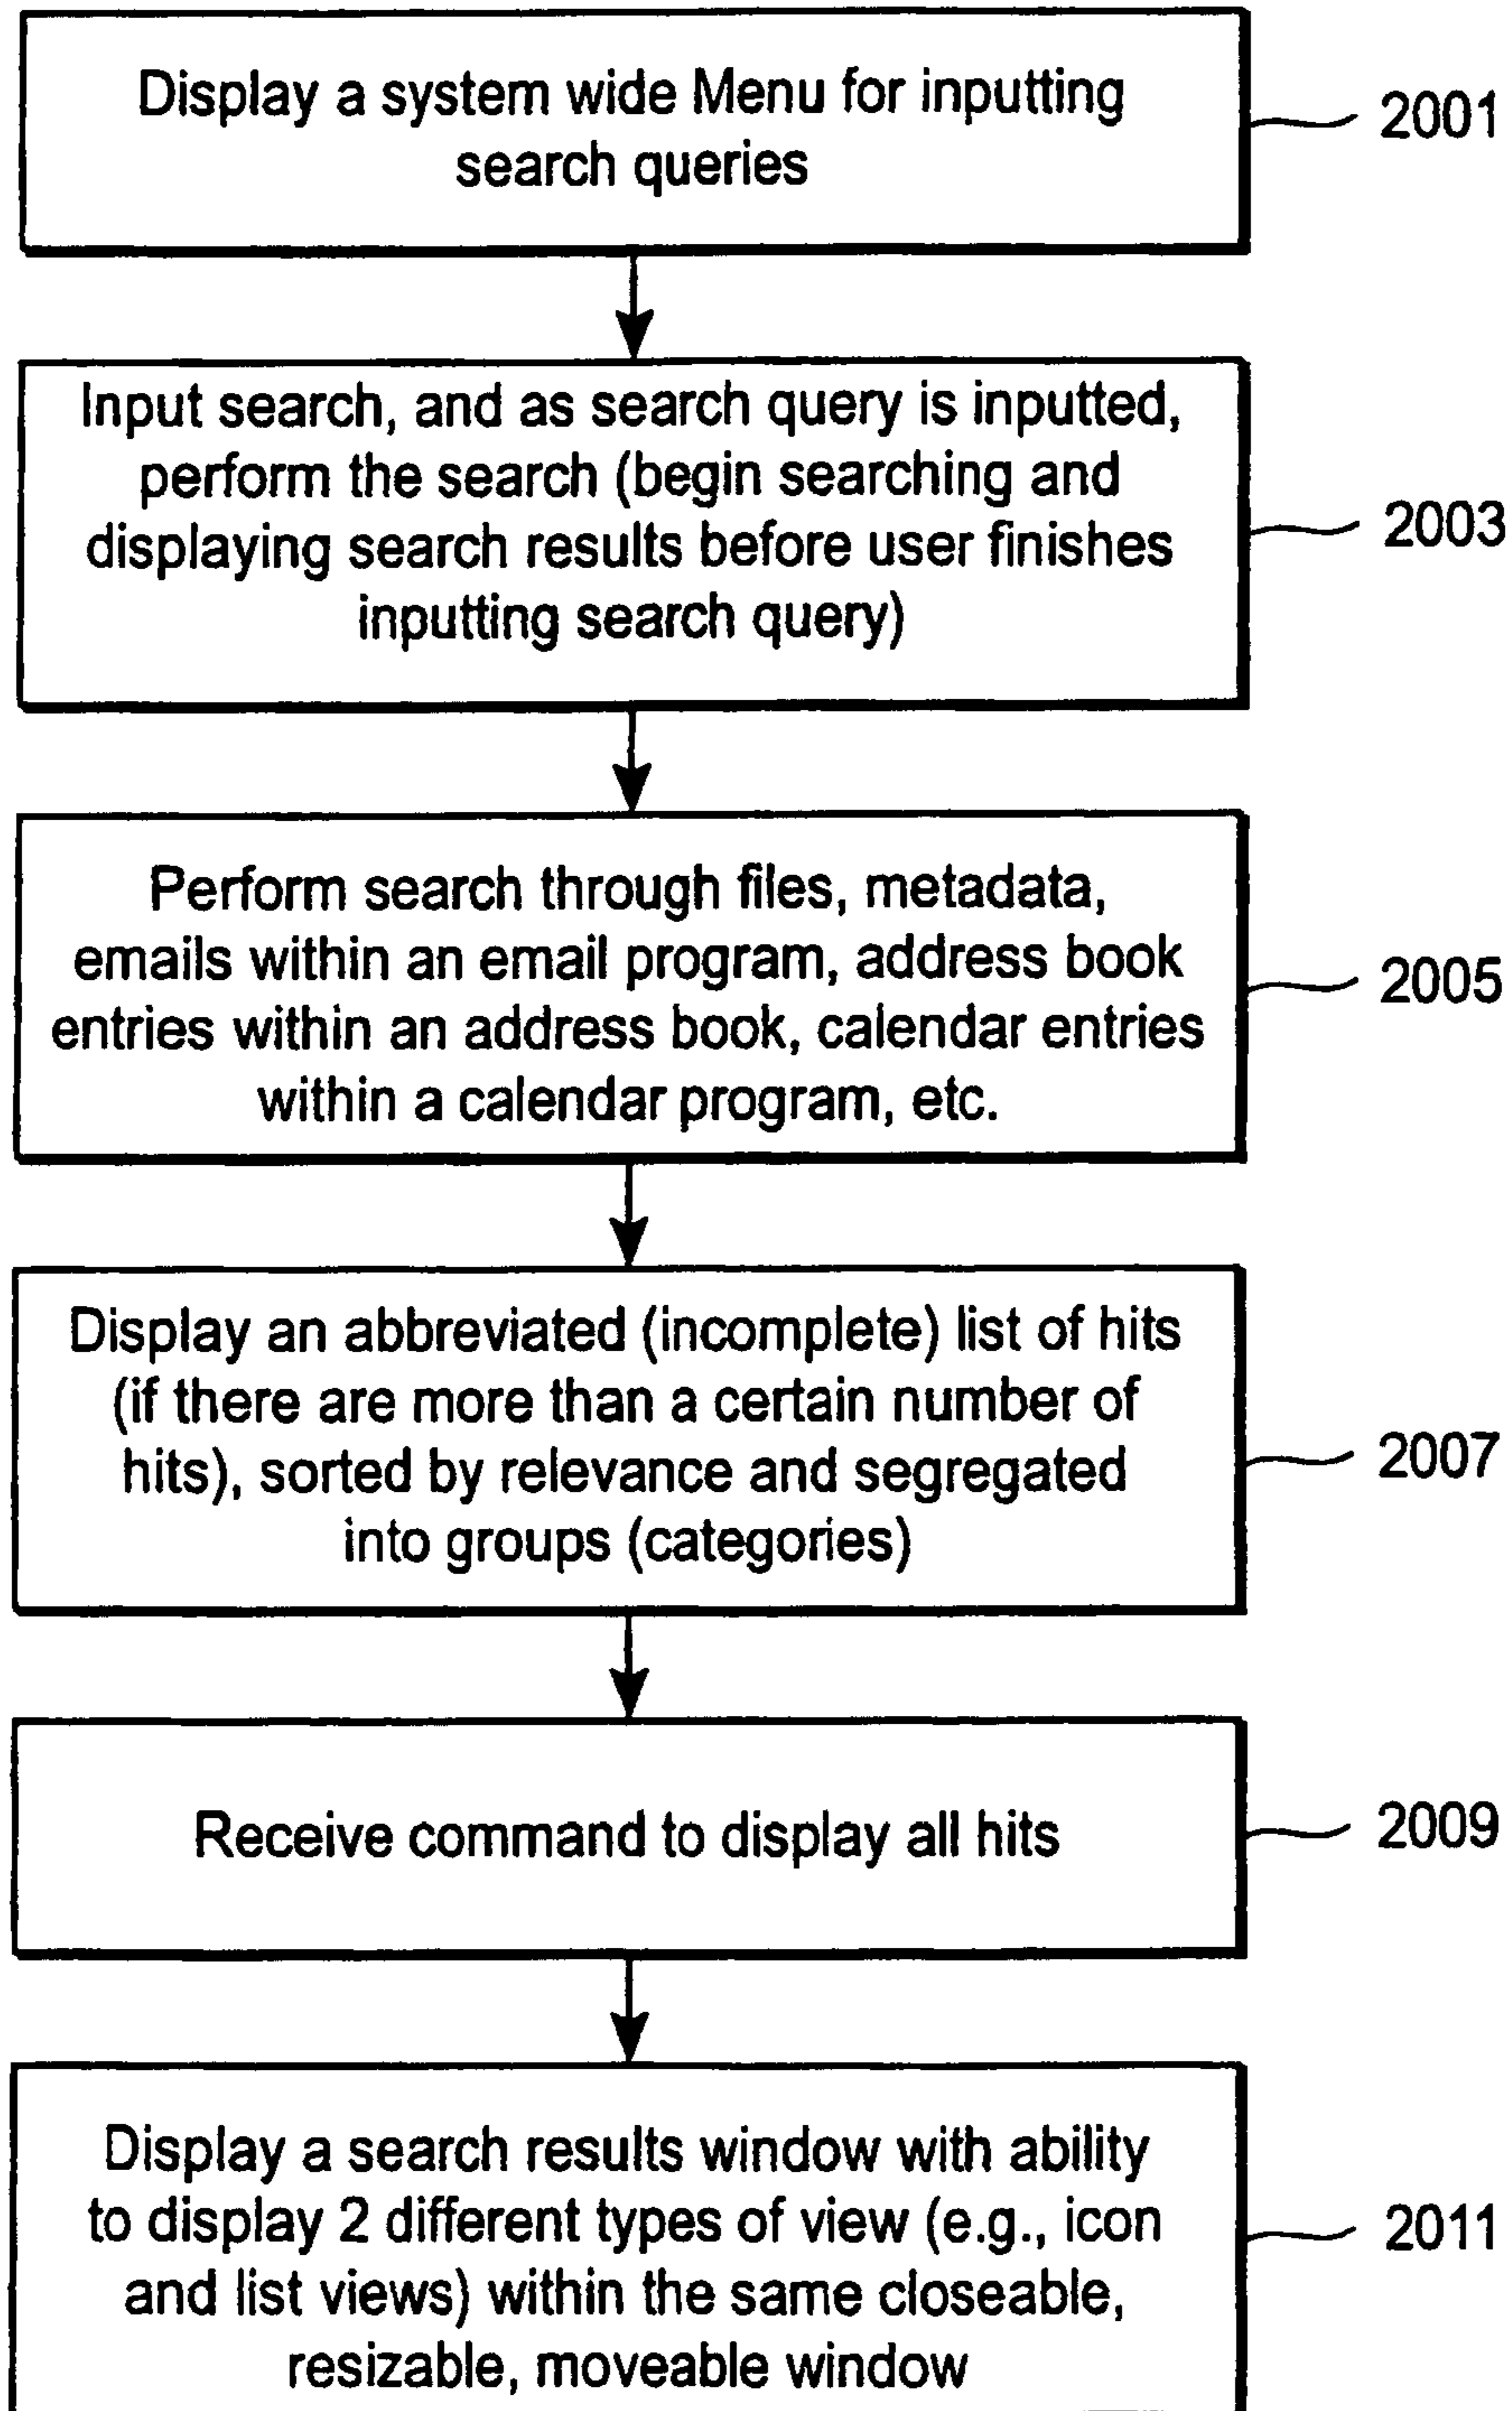 Display a system wide Menu for inputting
search queries
2001
Input search, and as search query is inputted,
perform the search (begin searching and
displaying search results before user finishes
inputting search query)
2003
Perform search through files, metadata,
emails within an email program, address book
entries within an address book, calendar entries
within a calendar program, etc.
2005
Display an abbreviated (incomplete) list of hits
(if there are more than a certain number of
hits), sorted by relevance and segregated
into groups (categories)
2007
Receive command to display all hits
2009
Display a search results window with ability
to display 2 different types of view (e.g., icon
and list views) within the same closeable,
resizable, moveable window
2011